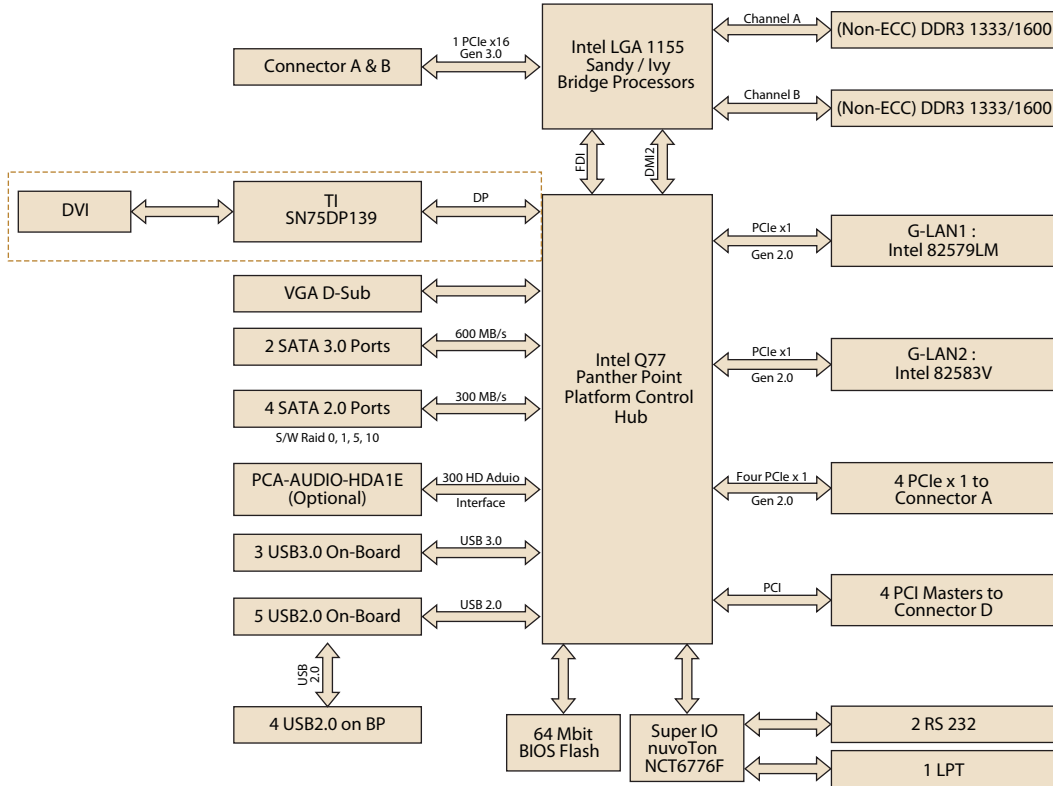 1 PCIe x16
Gen 3.0
Connector A & B
Intel LGA 1155
Sandy / Ivy
Bridge Processors
Channel A
(Non-ECC) DDR3 1333/1600
Channel B
(Non-ECC) DDR3 1333/1600
FDI
DMI2
DVI
TI
SN75DP139
DP
VGA D-Sub
2 SATA 3.0 Ports
600 MB/s
4 SATA 2.0 Ports
300 MB/s
S/W Raid 0, 1, 5, 10
PCA-AUDIO-HDA1E
(Optional)
300 HD Aduio
Interface
3 USB3.0 On-Board
USB 3.0
5 USB2.0 On-Board
USB 2.0
USB
2.0
4 USB2.0 on BP
Intel Q77
Panther Point
Platform Control
Hub
PCIe x1
Gen 2.0
G-LAN1 :
Intel 82579LM
PCIe x1
Gen 2.0
G-LAN2 :
Intel 82583V
Four PCIe x 1
Gen 2.0
4 PCIe x 1 to
Connector A
PCI
4 PCI Masters to
Connector D
64 Mbit
BIOS Flash
Super IO
nuvoTon
NCT6776F
2 RS 232
1 LPT